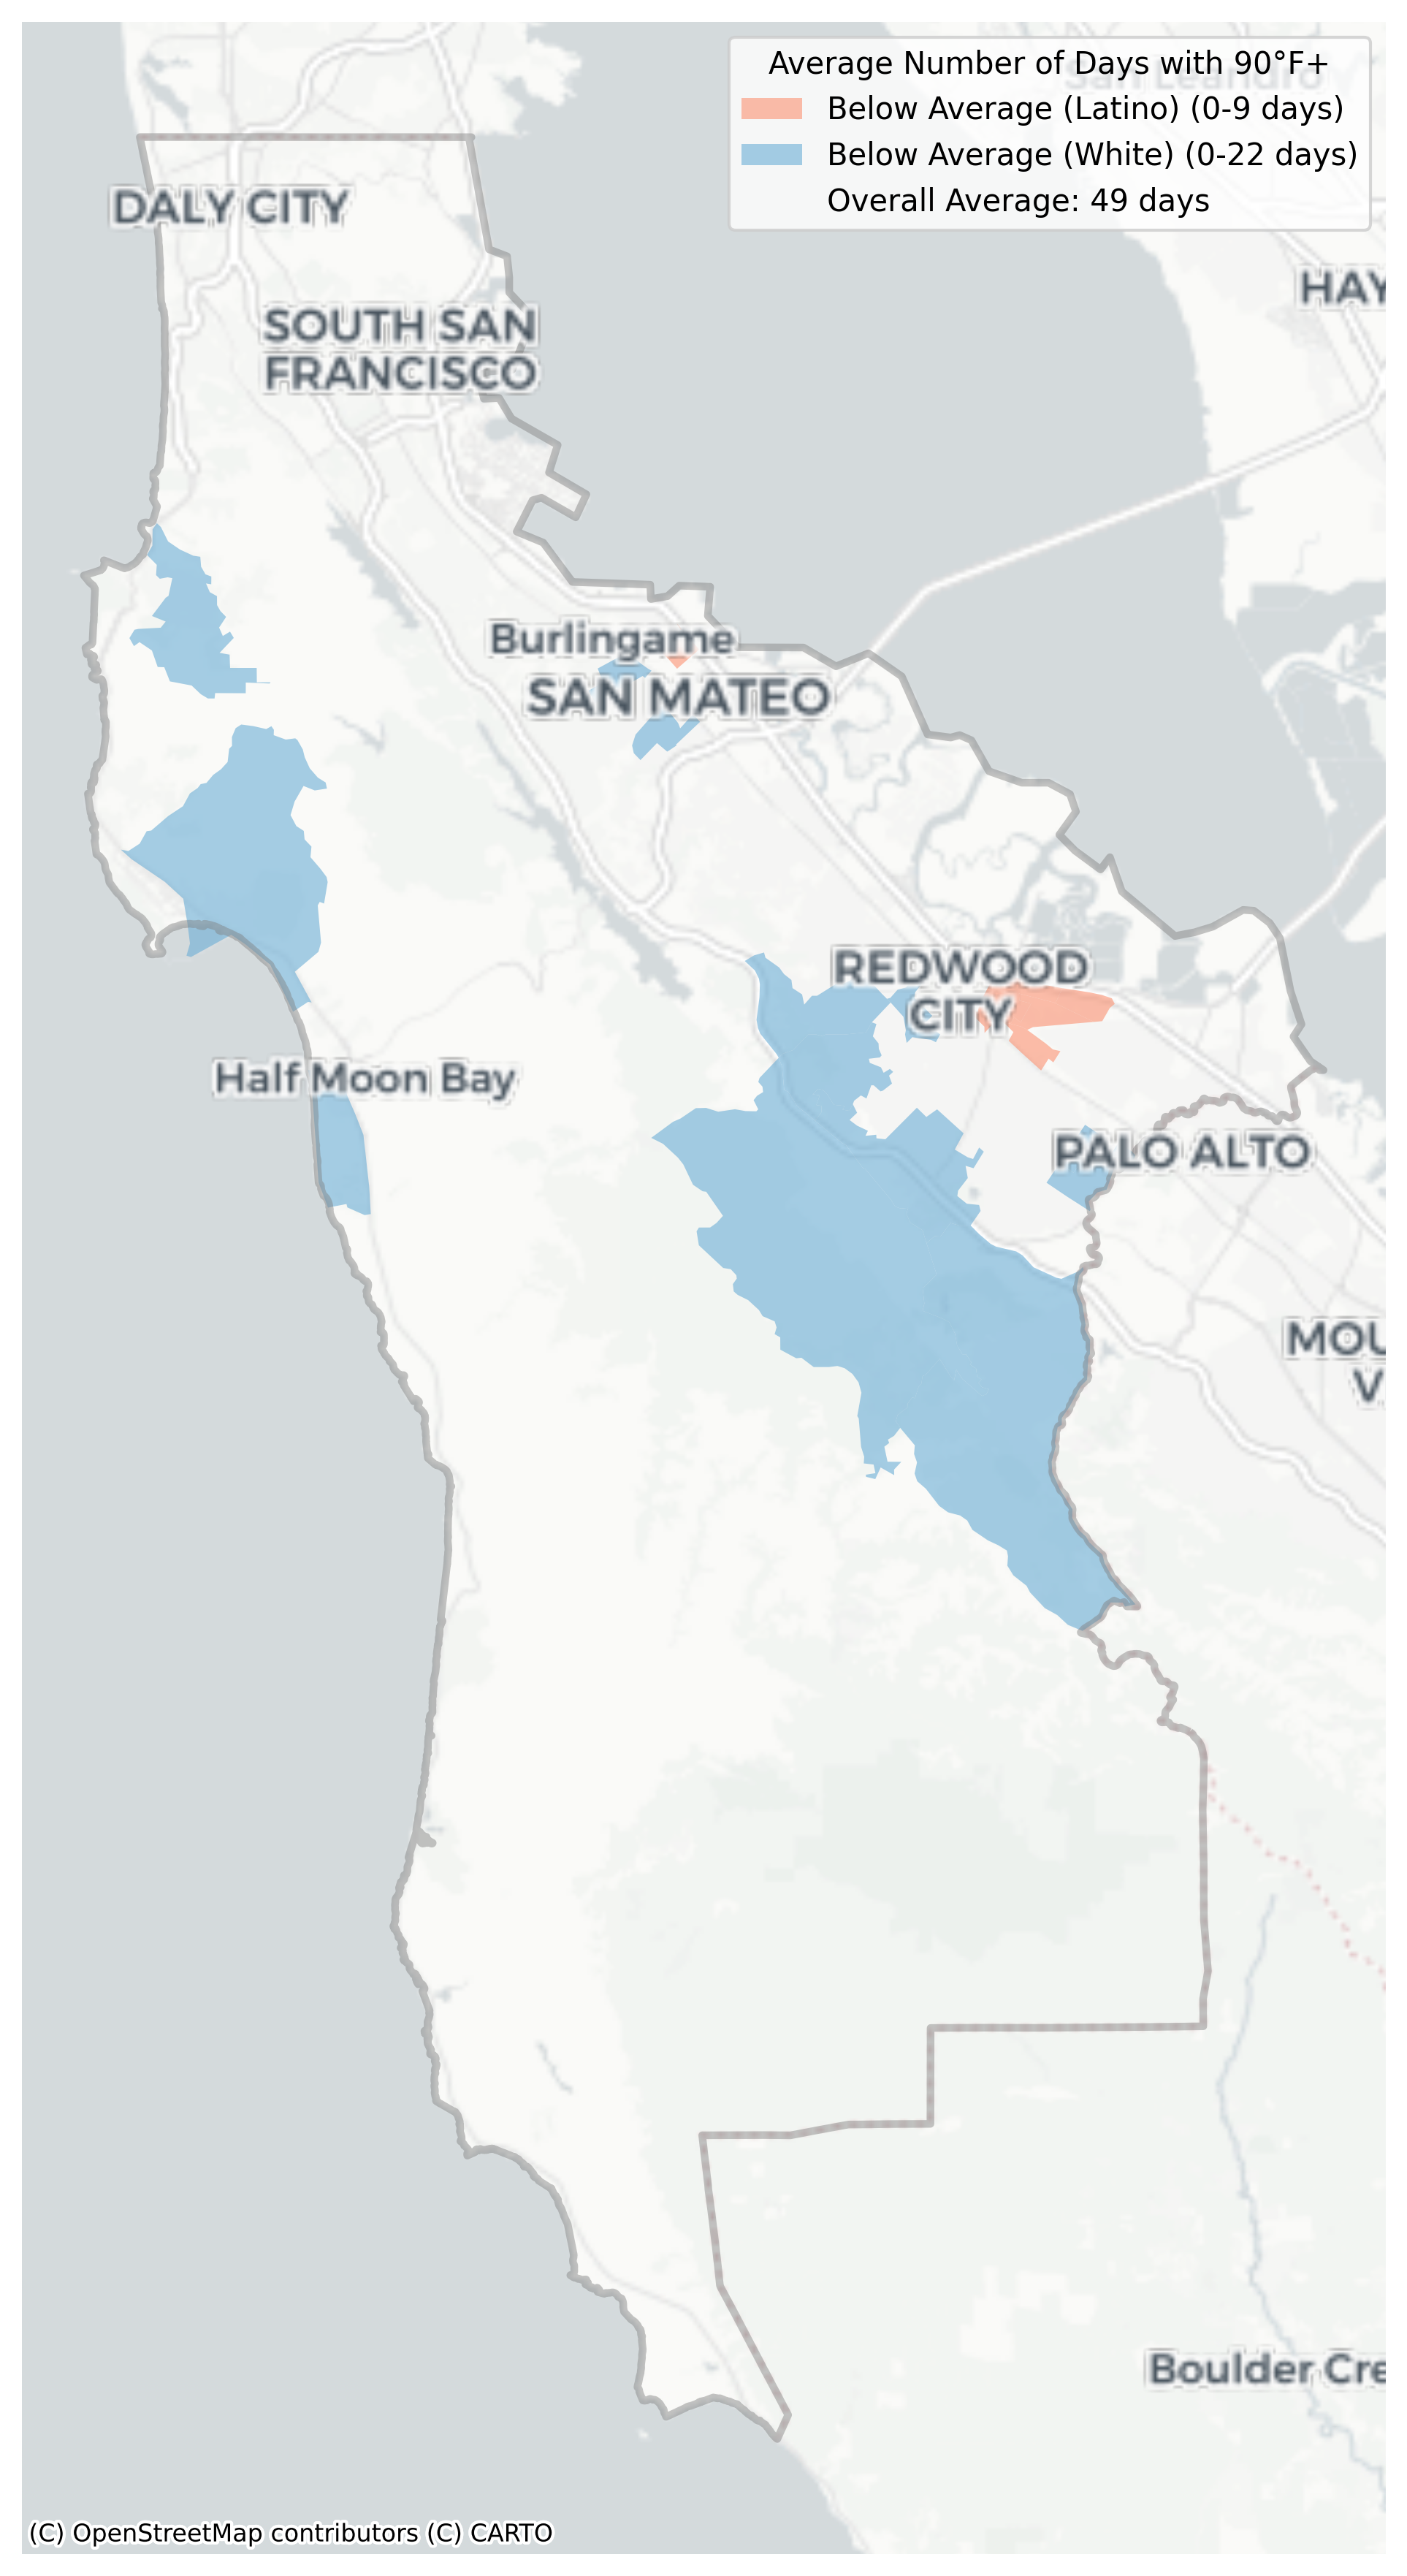 San Leandro
Average Number of Days with 90°F+
Below Average (Latino) (0-9 days)
Below Average (White) (0-22 days)
Overall Average: 49 days
DALY CITY
HAY
SOUTH SAN
FRANCISCO
Burlingame
SAN MATEO
REDWOOD
CITY
Half Moon Bay
PALO ALTO
MOU
V
Boulder Cre
(C) OpenStreetMap contributors (C) CARTO